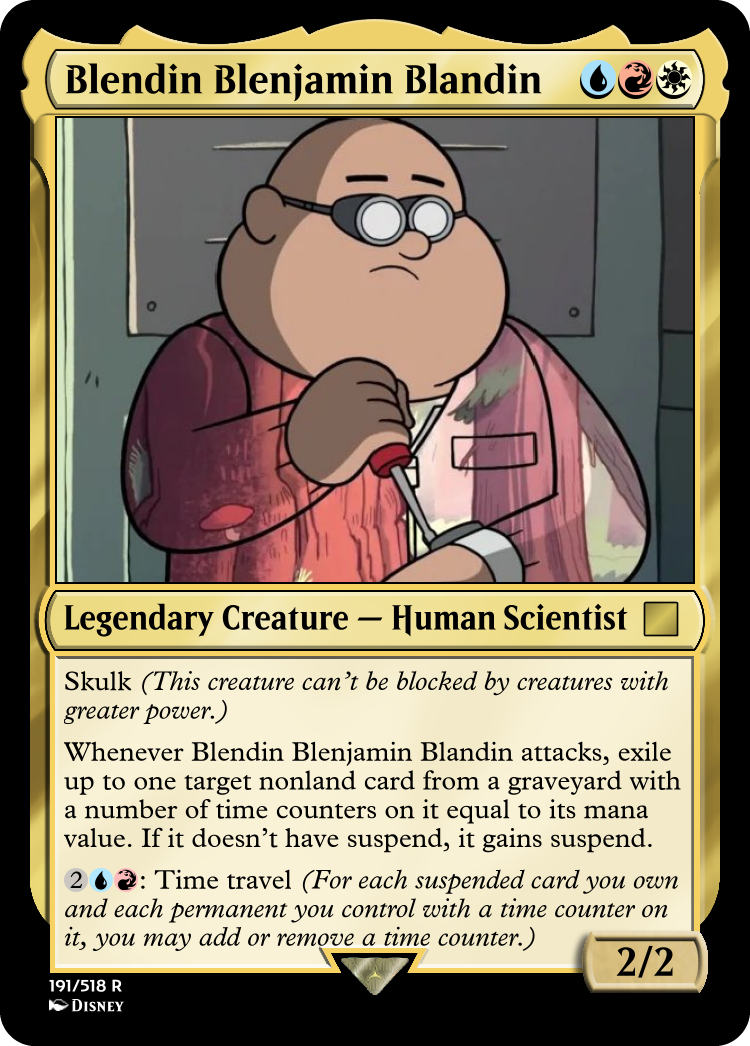 Blendin Blenjamin Blandin
Legendary Creature — Human Scientist
Skulk (This creature can't be blocked by creatures with
greater power.)
Whenever Blendin Blenjamin Blandin attacks, exile
up to one target nonland card from a graveyard with
a number of time counters on it equal to its mana
value. If it doesn't have suspend, it gains suspend.
2: Time travel (For each suspended card you own
and each permanent you control with a time counter on
it, you may add or remove a time counter.)
2/2
191/518 R
Disney